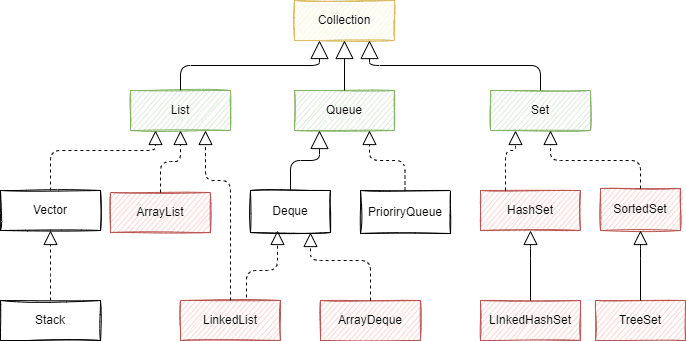 Collection
List
Queue
Set
Vector
ArrayList
Deque
PrioriryQueue
HashSet
SortedSet
Stack
LinkedList
ArrayDeque
LInkedHashSet
TreeSet